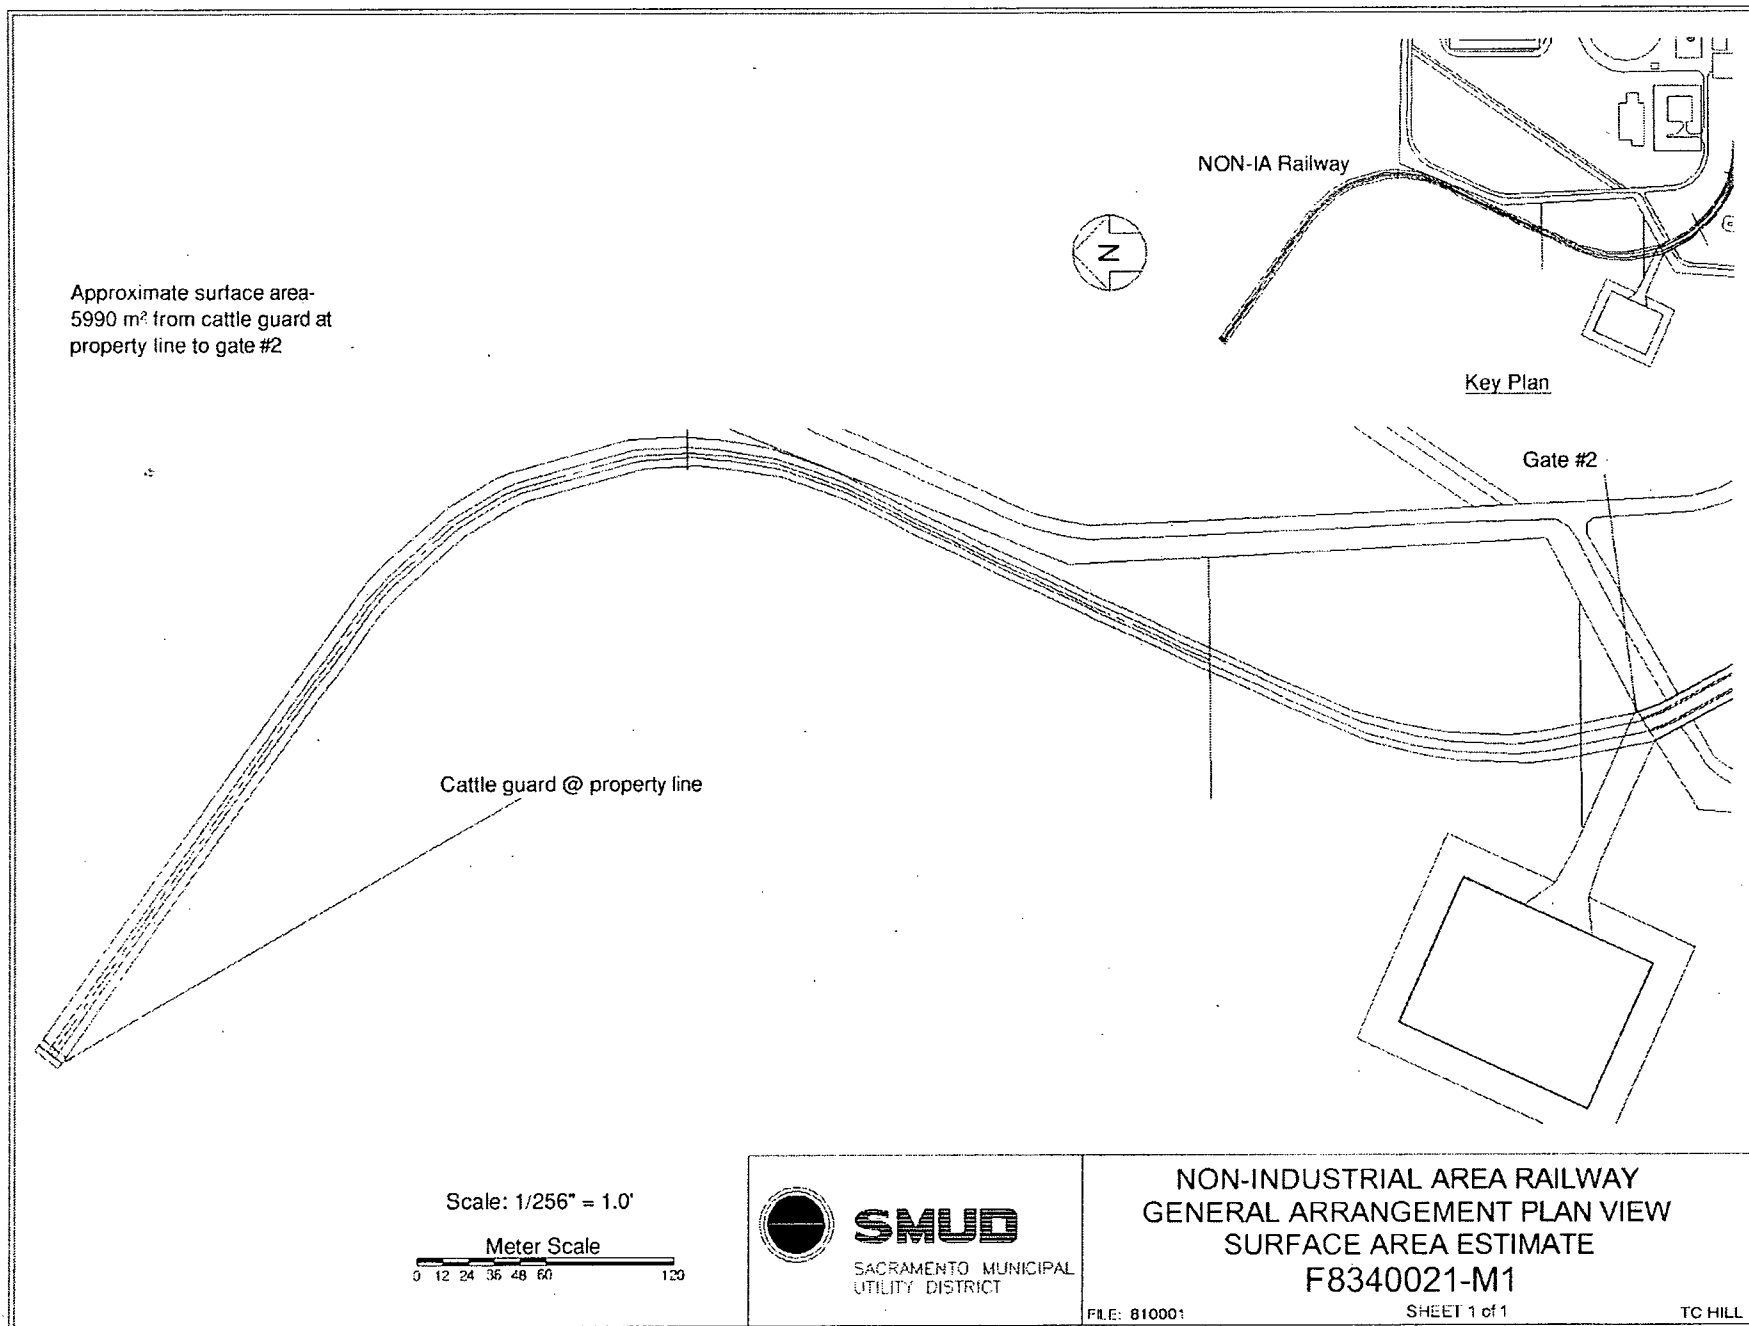 NON-IA Railway
N
Approximate surface area-
5990 m² from cattle guard at
property line to gate #2
Key Plan
Gate #2
Cattle guard @ property line
Scale: 1/256" = 1.0'
Meter Scale
0 12 24 36 48 60 120
SMUD
SACRAMENTO MUNICIPAL
UTILITY DISTRICT
NON-INDUSTRIAL AREA RAILWAY
GENERAL ARRANGEMENT PLAN VIEW
SURFACE AREA ESTIMATE
F8340021-M1
FILE: 810001 SHEET 1 of 1 TC HILL